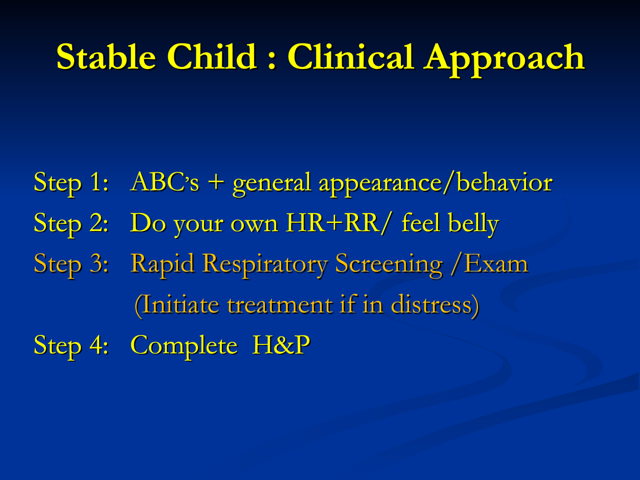 Stable Child : Clinical Approach
Step 1: ABC's + general appearance/behavior
Step 2: Do your own HR+RR/ feel belly
Step 3: Rapid Respiratory Screening /Exam
(Initiate treatment if in distress)
Step 4: Complete H&P